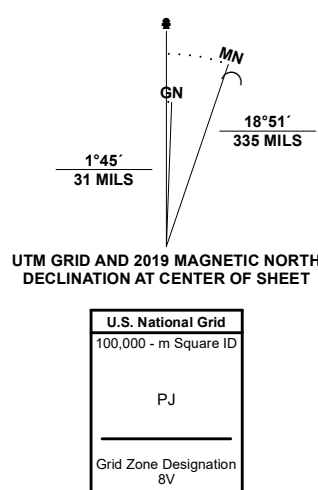 MN
GN
18°51´
335 MILS
1°45´
31 MILS
UTM GRID AND 2019 MAGNETIC NORTH
DECLINATION AT CENTER OF SHEET
U.S. National Grid
100,000 - m Square ID
PJ
Grid Zone Designation
8V